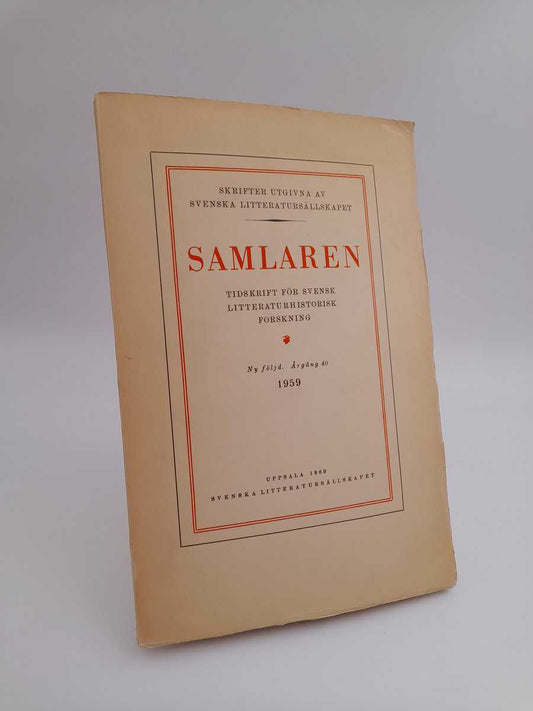 SKRIFTER UTGIVNA AV
SVENSKA LITTERATURSÄLLSKAPET
SAMLAREN
TIDSKRIFT FÖR SVENSK
LITTERATURHISTORISK
FORSKNING
Ny följd. Årgång 40
1959
UPPSALA 1960
SVENSKA LITTERATURSÄLLSKAPET